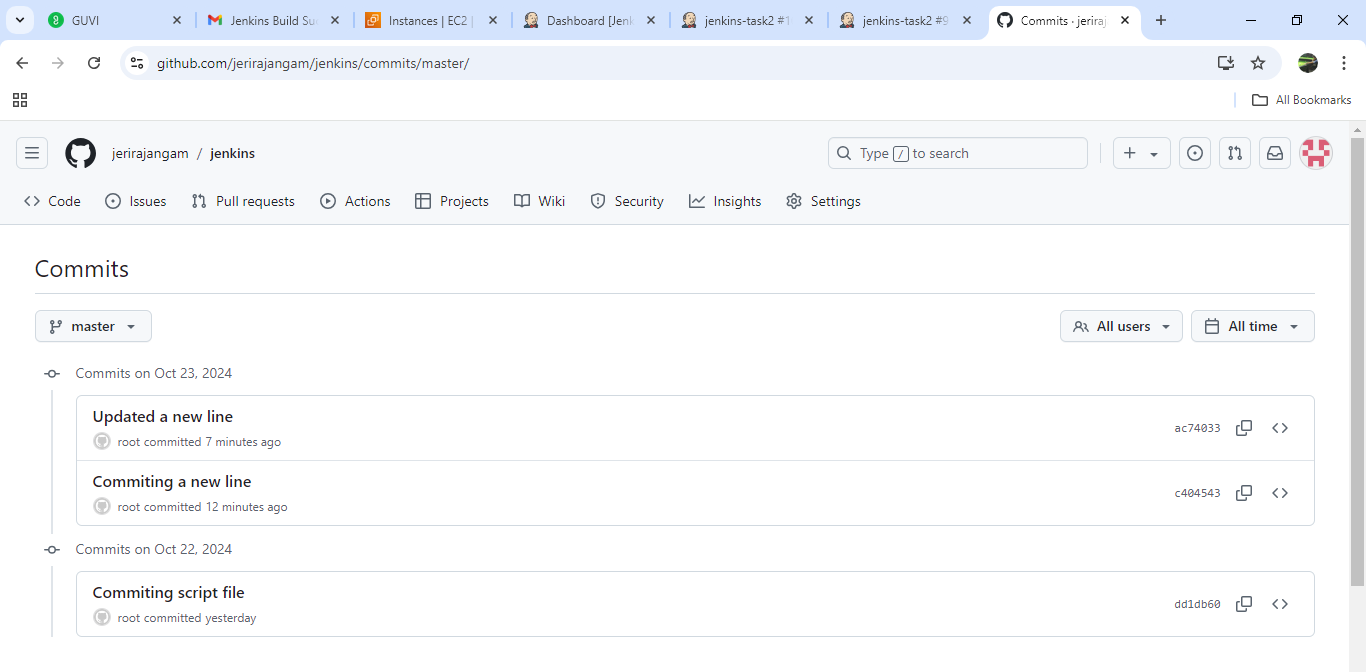 GUVI
Jenkins Build Su
Instances | EC2 |
Dashboard [Jenk
jenkins-task2 #1
jenkins-task2 #9
Commits · jeriraj
github.com/jerirajangam/jenkins/commits/master/
All Bookmarks
jerirajangam / jenkins
Type / to search
Code
Issues
Pull requests
Actions
Projects
Wiki
Security
Insights
Settings
Commits
master
All users
All time
Commits on Oct 23, 2024
Updated a new line
root committed 7 minutes ago
ac74033
Commiting a new line
root committed 12 minutes ago
c404543
Commits on Oct 22, 2024
Commiting script file
root committed yesterday
dd1db60